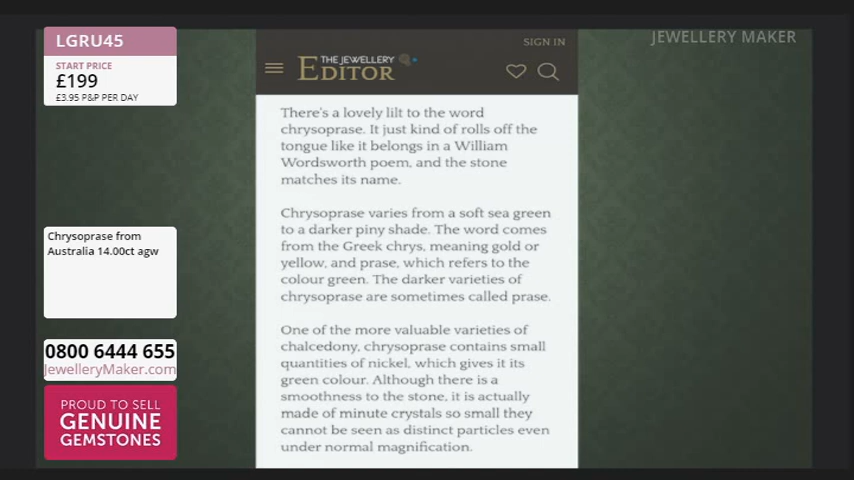 LGRU45
START PRICE
£199
£3.95 P&P PER DAY
Chrysoprase from
Australia 14.00ct agw
0800 6444 655
JewelleryMaker.com
PROUD TO SELL
GENUINE
GEMSTONES
JEWELLERY MAKER
SIGN IN
THE JEWELLERY
EDITOR
There's a lovely lilt to the word
chrysoprase. It just kind of rolls off the
tongue like it belongs in a William
Wordsworth poem, and the stone
matches its name.
Chrysoprase varies from a soft sea green
to a darker piny shade. The word comes
from the Greek chrys, meaning gold or
yellow, and prase, which refers to the
colour green. The darker varieties of
chrysoprase are sometimes called prase.
One of the more valuable varieties of
chalcedony, chrysoprase contains small
quantities of nickel, which gives it its
green colour. Although there is a
smoothness to the stone, it is actually
made of minute crystals so small they
cannot be seen as distinct particles even
under normal magnification.